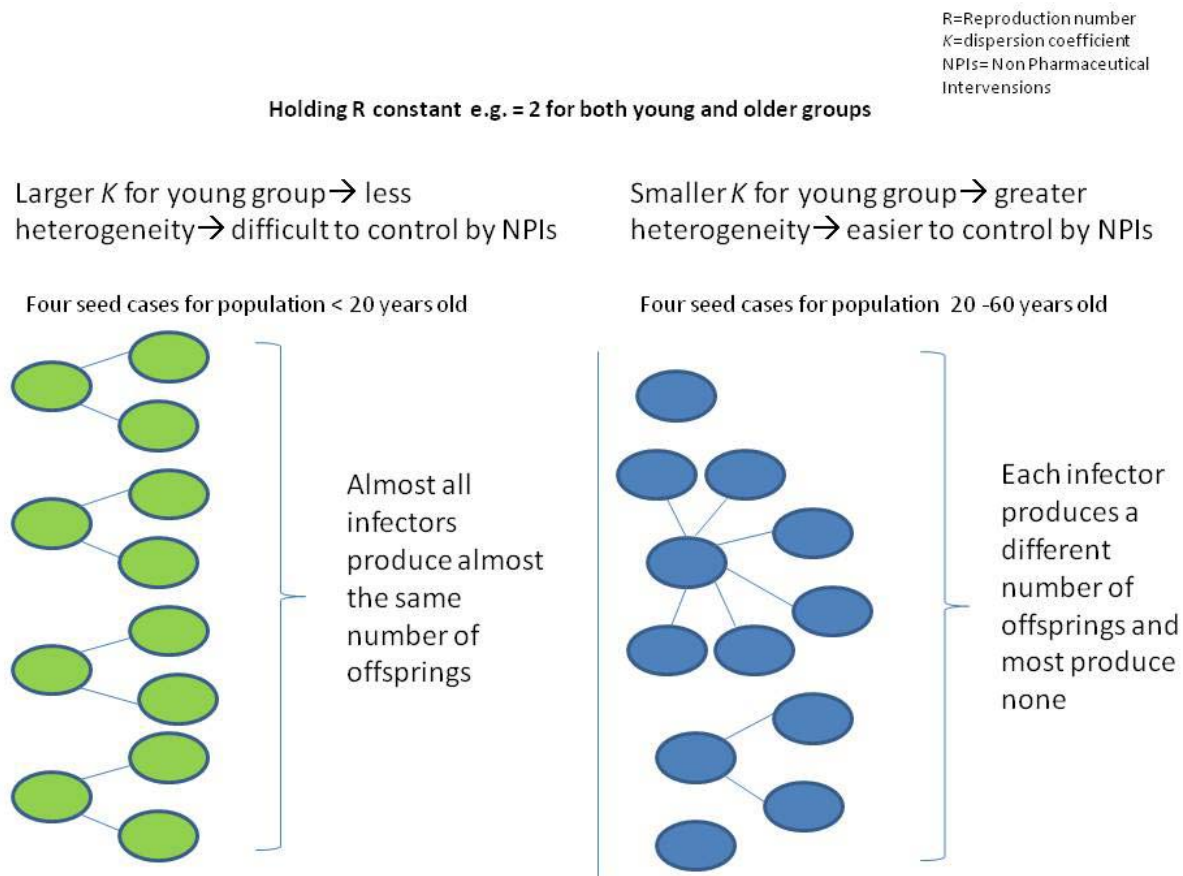 R=Reproduction number
K=dispersion coefficient
NPIs= Non Pharmaceutical
Intervensions
Holding R constant e.g. = 2 for both young and older groups
Larger K for young group→ less
heterogeneity→ difficult to control by NPIs
Smaller K for young group→ greater
heterogeneity→ easier to control by NPIs
Four seed cases for population < 20 years old
Four seed cases for population 20 -60 years old
Almost all
infectors
produce almost
the same
number of
offsprings
Each infector
produces a
different
number of
offsprings and
most produce
none